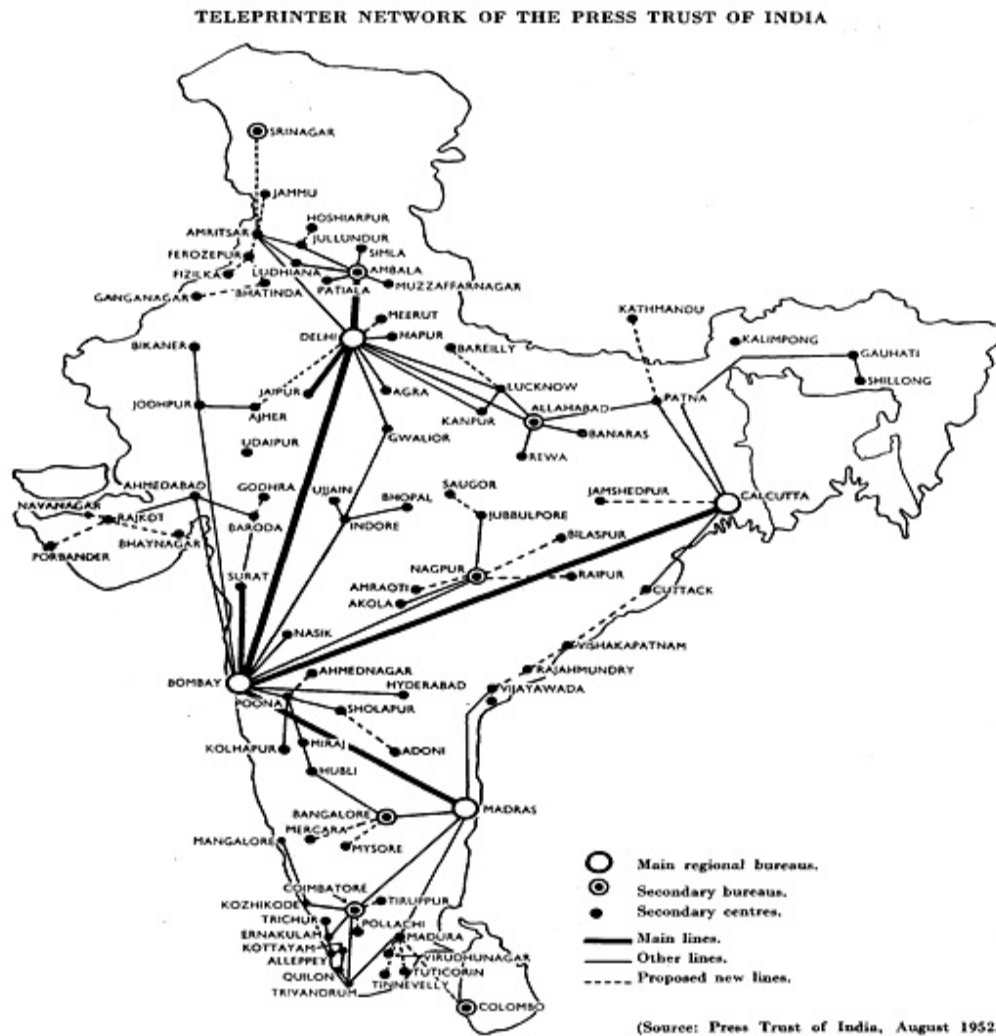 TELEPRINTER NETWORK OF THE PRESS TRUST OF INDIA
SRINAGAR
JAMMU
HOSHIARPUR
AMRITSAR
JULLUNDUR
SIMLA
FEROZEPUR
FIZILKA
LUDHIANA
AMBALA
PATIALA
MUZZAFFARNAGAR
GANGANAGAR
BHATINDA
MEERUT
KATHMANDU
DELHI
HAPUR
BIKANER
BAREILLY
KALIMPONG
GAUHATI
JAIPUR
AGRA
LUCKNOW
SHILLONG
JODHPUR
AJMER
KANPUR
ALLAHABAD
PATNA
UDAIPUR
GWALIOR
BANARAS
REWA
AHMEDABAD
GODHRA
UJJAIN
BHOPAL
SAUGOR
JAMSHEDPUR
CALCUTTA
NAVANAGAR
RAJKOT
BARODA
INDORE
JUBBULPORE
BHAYNAGAR
PORBANDER
BILASPUR
NAGPUR
SURAT
AMRAOTI
RAIPUR
AKOLA
CUTTACK
NASIK
VISHAKAPATNAM
AHMEDNAGAR
RAJAHMUNDRY
BOMBAY
HYDERABAD
POONA
VIJAYAWADA
SHOLAPUR
KOLHAPUR
MIRAJ
ADONI
HUBLI
BANGALORE
MADRAS
MERCARA
MANGALORE
MYSORE
Main regional bureaus.
COIMBATORE
Secondary bureaus.
KOZHIKODE
TIRUPPUR
TRICHUR
POLLACHI
Secondary centres.
ERNAKULAM
MADURA
Main lines.
KOTTAYAM
VIRUDHUNAGAR
Other lines.
ALLEPPEY
TUTICORIN
Proposed new lines.
QUILON
TINNEVELLY
TRIVANDRUM
COLOMBO
(Source: Press Trust of India, August 1952